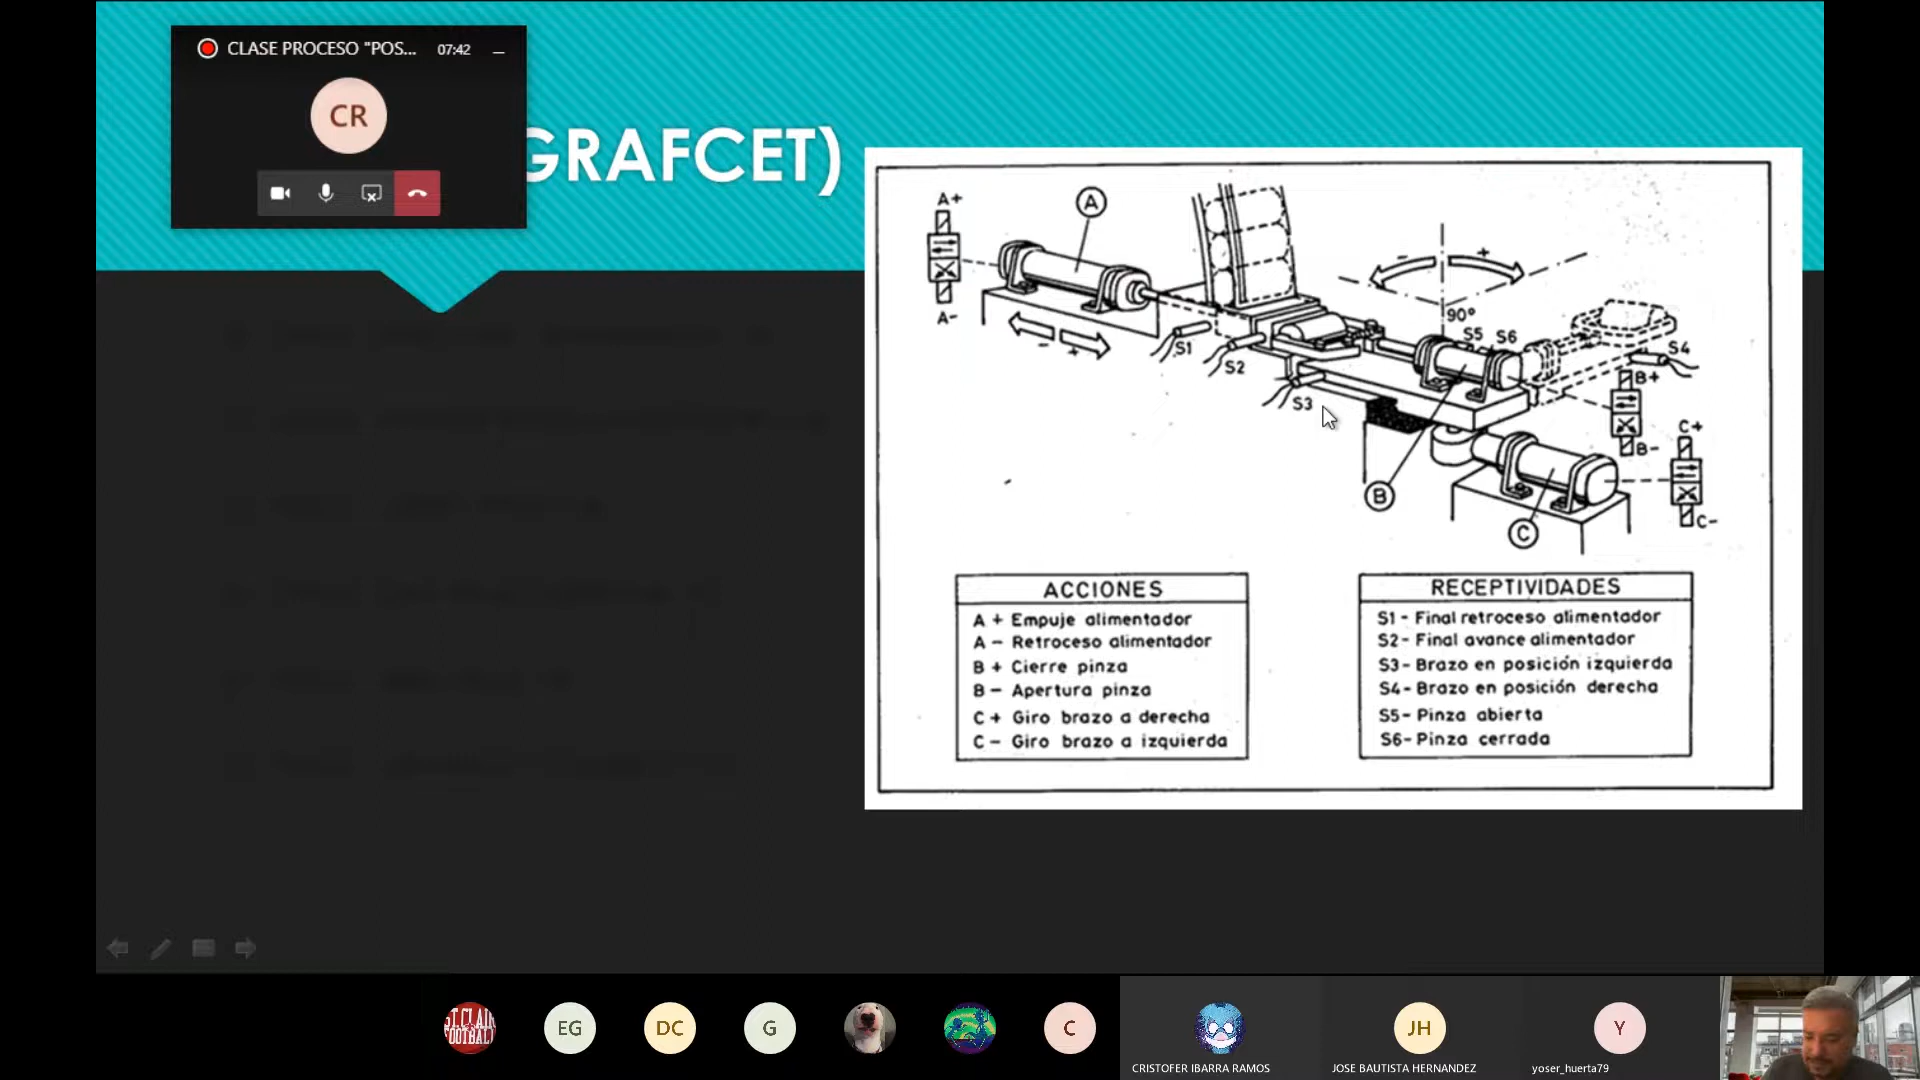 CLASE PROCESO "POS... 07:42
CR
GRAFCET)
A+
A
A-
- +
S1
S2
S3
- +
90°
S5 S6
S4
B+
B-
C+
C-
B
C
ACCIONES
A + Empuje alimentador
A - Retroceso alimentador
B + Cierre pinza
B - Apertura pinza
C + Giro brazo a derecha
C - Giro brazo a izquierda
RECEPTIVIDADES
S1 - Final retroceso alimentador
S2 - Final avance alimentador
S3 - Brazo en posición izquierda
S4 - Brazo en posición derecha
S5 - Pinza abierta
S6 - Pinza cerrada
ST.CLAIR
FOOTBALL
EG
DC
G
C
JH
Y
CRISTOFER IBARRA RAMOS
JOSE BAUTISTA HERNANDEZ
yoser_huerta79